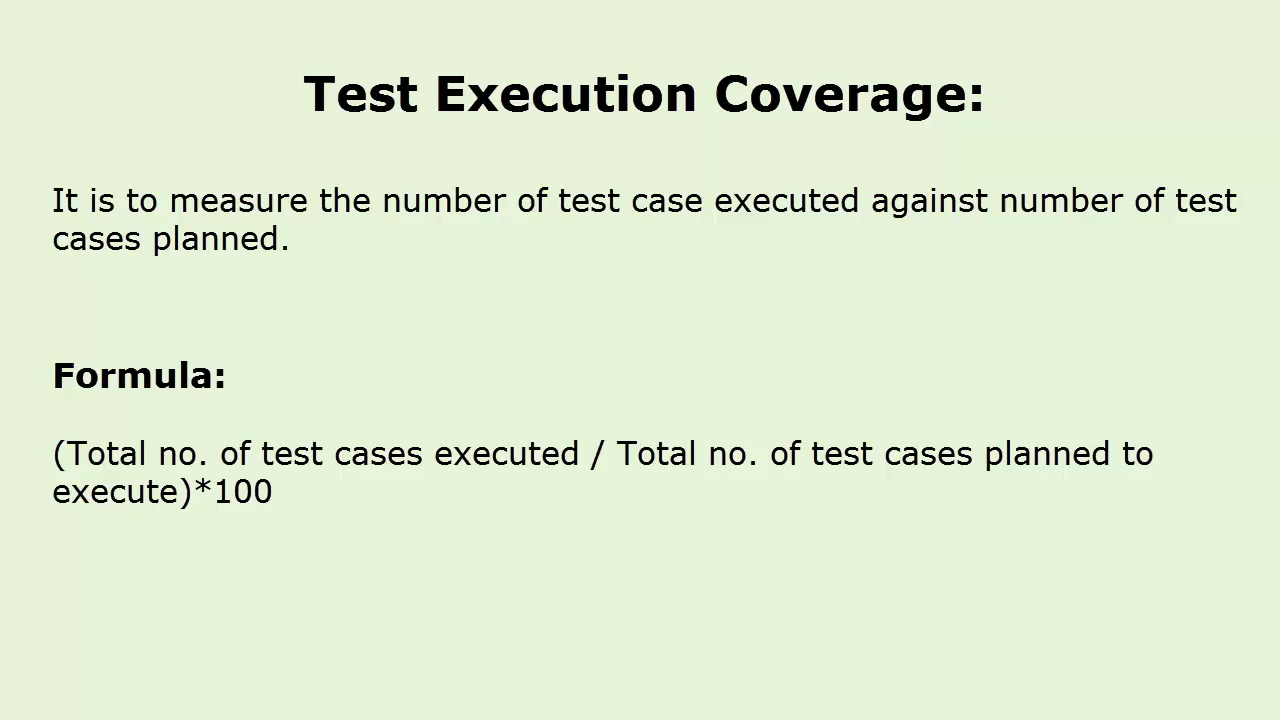 Test Execution Coverage:
It is to measure the number of test case executed against number of test
cases planned.
Formula:
(Total no. of test cases executed / Total no. of test cases planned to
execute)*100